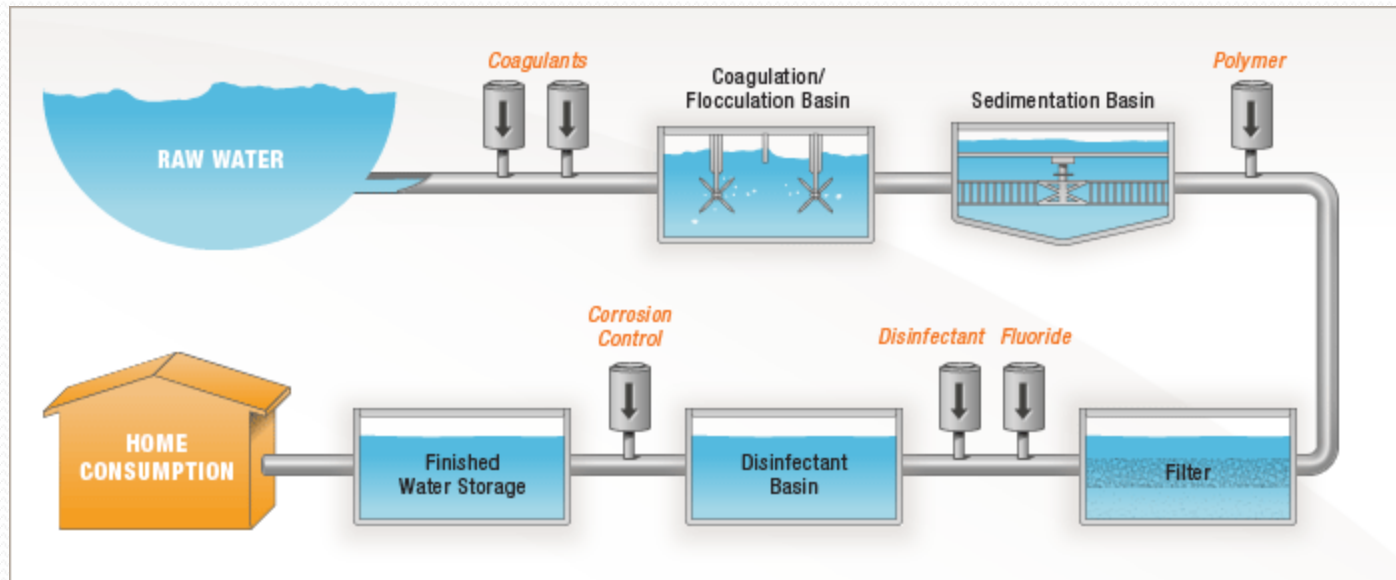 Coagulants
Coagulation/
Flocculation Basin
Sedimentation Basin
Polymer
RAW WATER
Corrosion
Control
Disinfectant
Fluoride
HOME
CONSUMPTION
Finished
Water Storage
Disinfectant
Basin
Filter